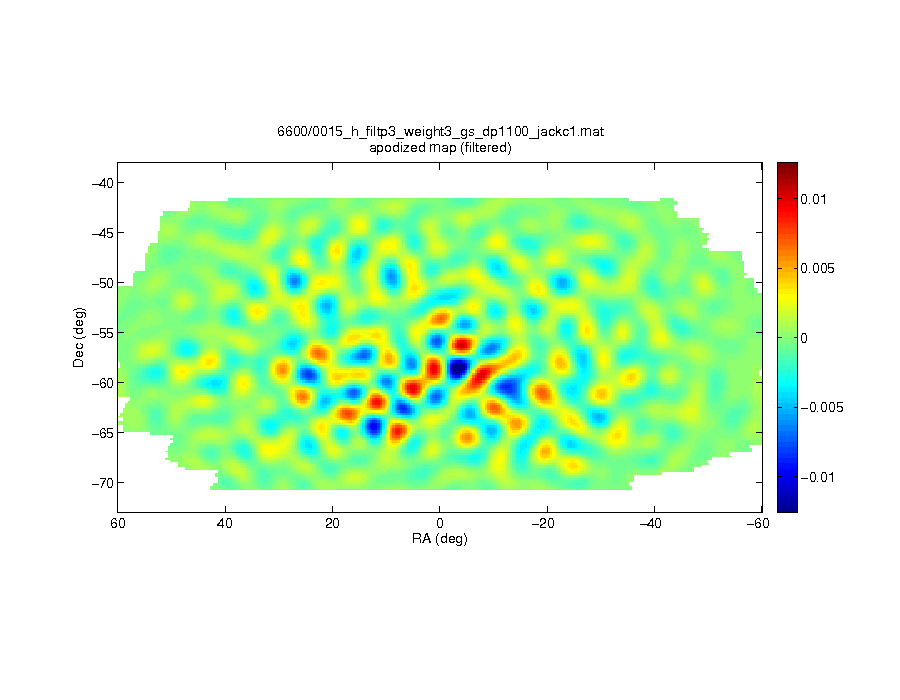 6600/0015_h_filtp3_weight3_gs_dp1100_jackc1.mat
apodized map (filtered)
−40
−45
−50
−55
−60
−65
−70
Dec (deg)
60 40 20 0 −20 −40 −60
RA (deg)
0.01
0.005
0
−0.005
−0.01